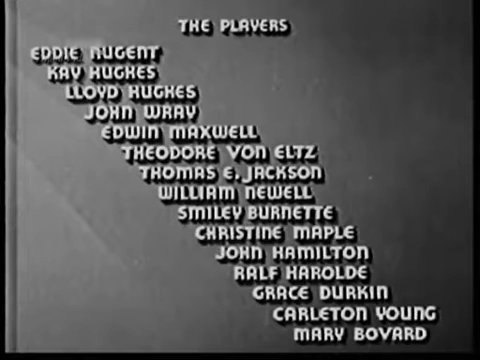 THE PLAYERS
EDDIE NUGENT
KAY HUGHES
LLOYD HUGHES
JOHN WRAY
EDWIN MAXWELL
THEODORE VON ELTZ
THOMAS E. JACKSON
WILLIAM NEWELL
SMILEY BURNETTE
CHRISTINE MAPLE
JOHN HAMILTON
RALF HAROLDE
GRACE DURKIN
CARLETON YOUNG
MARY BOVARD